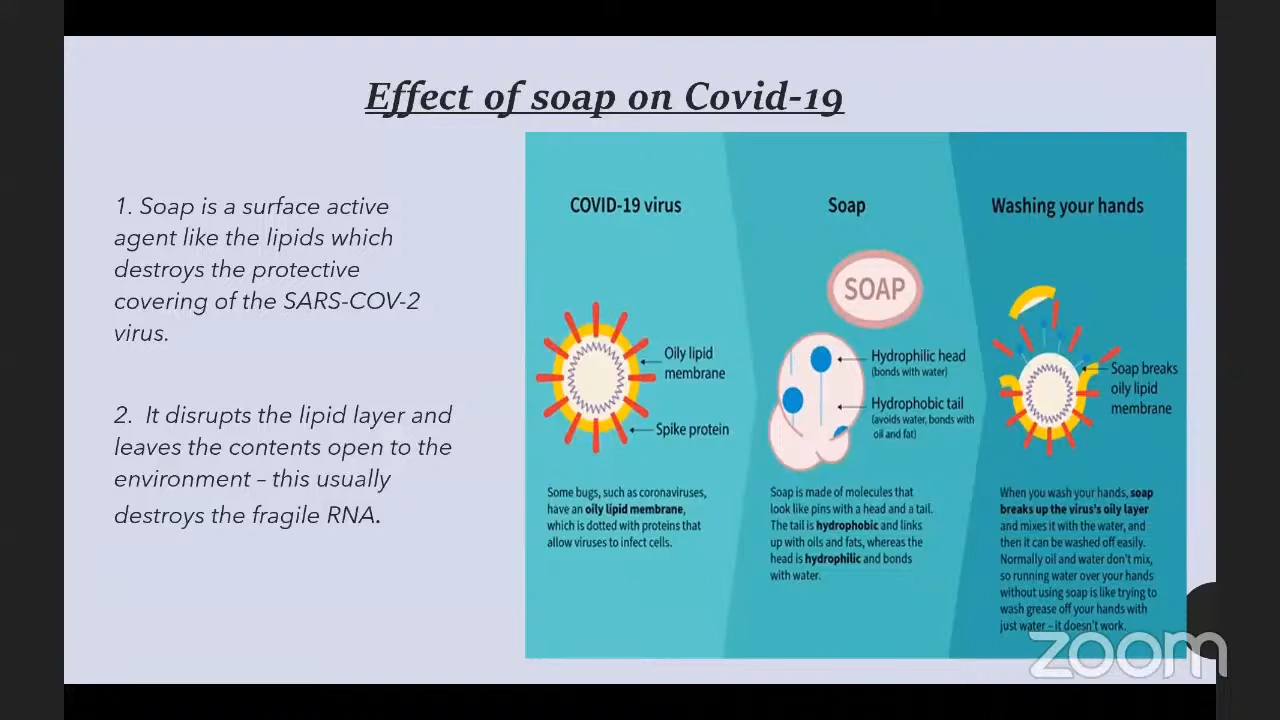 Effect of soap on Covid-19
1. Soap is a surface active
agent like the lipids which
destroys the protective
covering of the SARS-COV-2
virus.
2. It disrupts the lipid layer and
leaves the contents open to the
environment – this usually
destroys the fragile RNA.
COVID-19 virus
Oily lipid
membrane
Spike protein
Some bugs, such as coronaviruses,
have an oily lipid membrane,
which is dotted with proteins that
allow viruses to infect cells.
Soap
SOAP
Hydrophilic head
(bonds with water)
Hydrophobic tail
(avoids water, bonds with
oil and fat)
Soap is made of molecules that
look like pins with a head and a tail.
The tail is hydrophobic and links
up with oils and fats, whereas the
head is hydrophilic and bonds
with water.
Washing your hands
Soap breaks
oily lipid
membrane
When you wash your hands, soap
breaks up the virus's oily layer
and mixes it with the water, and
then it can be washed off easily.
Normally oil and water don't mix,
so running water over your hands
without using soap is like trying to
wash grease off your hands with
just water – it doesn't work.
zoom